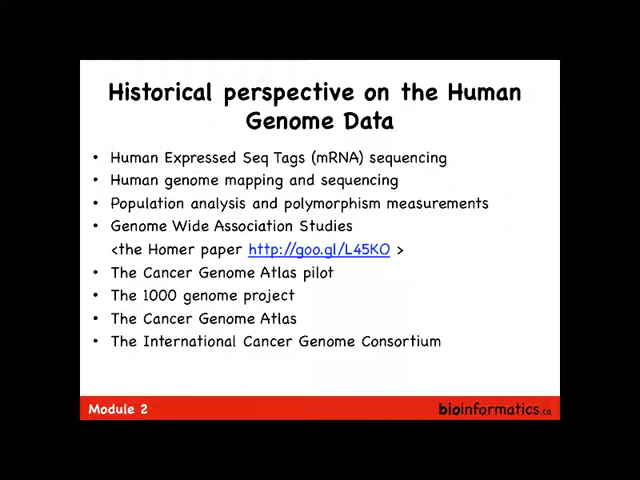 Historical perspective on the Human
Genome Data
• Human Expressed Seq Tags (mRNA) sequencing
• Human genome mapping and sequencing
• Population analysis and polymorphism measurements
• Genome Wide Association Studies
<the Homer paper http://goo.gl/L45KO >
• The Cancer Genome Atlas pilot
• The 1000 genome project
• The Cancer Genome Atlas
• The International Cancer Genome Consortium
Module 2
bioinformatics.ca